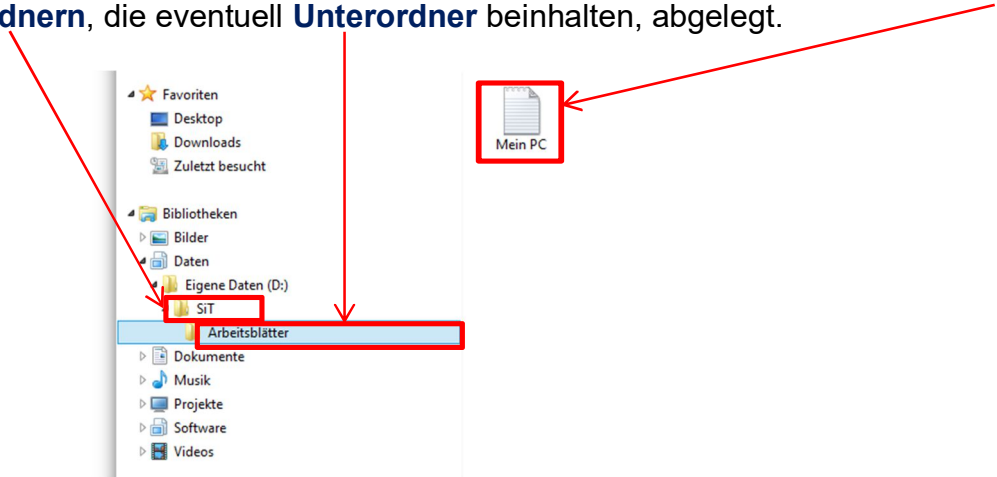 dnern, die eventuell Unterordner beinhalten, abgelegt.
Favoriten
Desktop
Downloads
Zuletzt besucht
Bibliotheken
Bilder
Daten
Eigene Daten (D:)
SiT
Arbeitsblätter
Dokumente
Musik
Projekte
Software
Videos
Mein PC